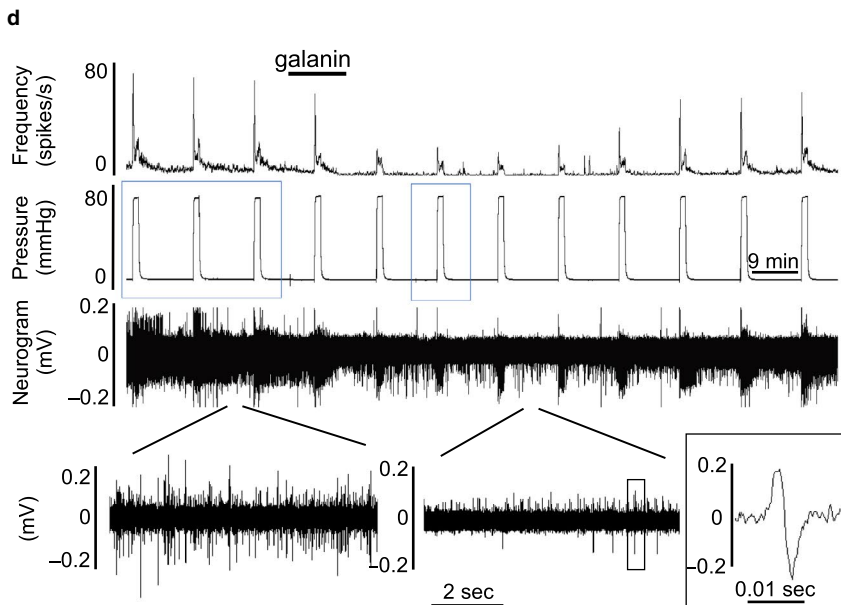 d
galanin
Frequency
(spikes/s)
80
0
Pressure
(mmHg)
80
0
9 min
Neurogram
(mV)
0.2
0
–0.2
(mV)
0.2
0
–0.2
0.2
0
–0.2
2 sec
0.2
0
–0.2
0.01 sec